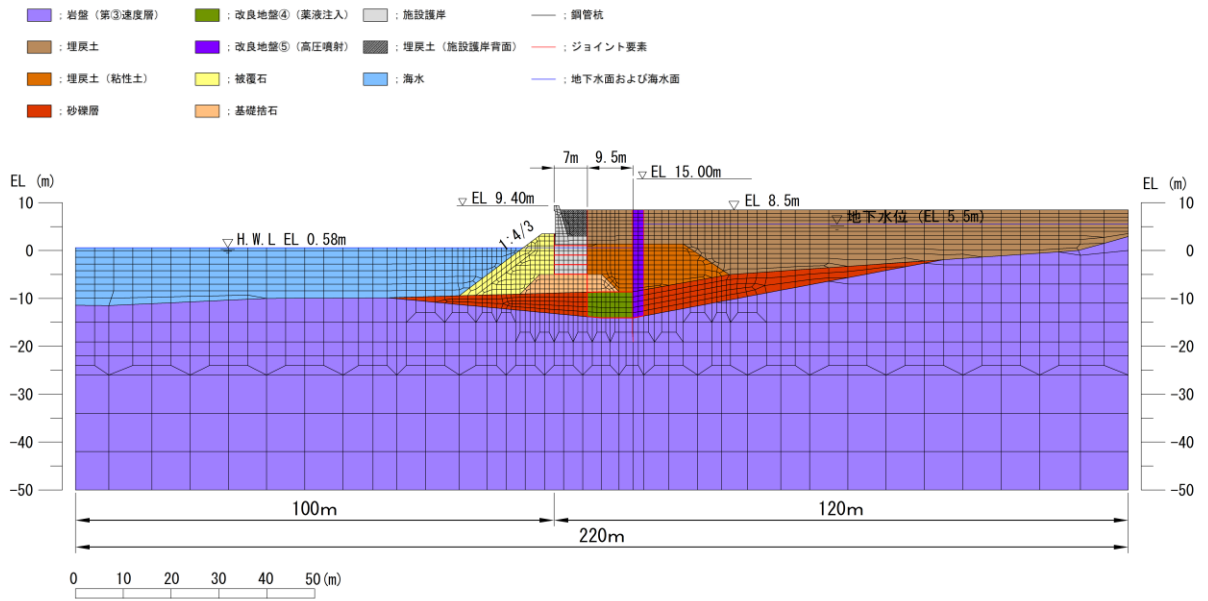 ；岩盤（第③速度層）
；改良地盤④（薬液注入）
；施設護岸
；鋼管杭
；埋戻土
；改良地盤⑤（高圧噴射）
；埋戻土（施設護岸背面）
；ジョイント要素
；埋戻土（粘性土）
；被覆石
；海水
；地下水面および海水面
；砂礫層
；基礎捨石
7m 9.5m
EL 15.00m
EL (m)
EL (m)
EL 9.40m
EL 8.5m
10
10
地下水位 (EL 5.5m)
H.W.L EL 0.58m
1:4/3
0
0
-10
-10
-20
-20
-30
-30
-40
-40
-50
-50
100m
120m
220m
0 10 20 30 40 50(m)